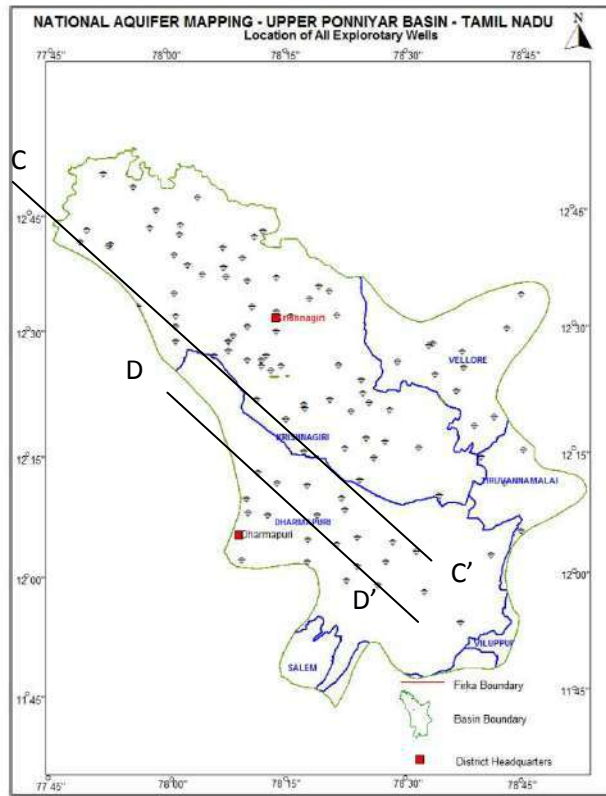 NATIONAL AQUIFER MAPPING - UPPER PONNIYAR BASIN - TAMIL NADU
Location of All Explorotary Wells
N
77°45' 78°00' 78°15' 78°30' 78°45'
C
12°45' 12°45'
Krishnagiri
12°30' 12°30'
VELLORE
D
KRISHNAGIRI
12°15' 12°15'
TIRUVANNAMALAI
DHARMAPURI
Dharmapuri
12°00' 12°00'
C'
D'
VILUPPUR
SALEM
11°45' 11°45'
Firka Boundary
Basin Boundary
District Headquarters
77°45' 78°00' 78°15' 78°30' 78°45'